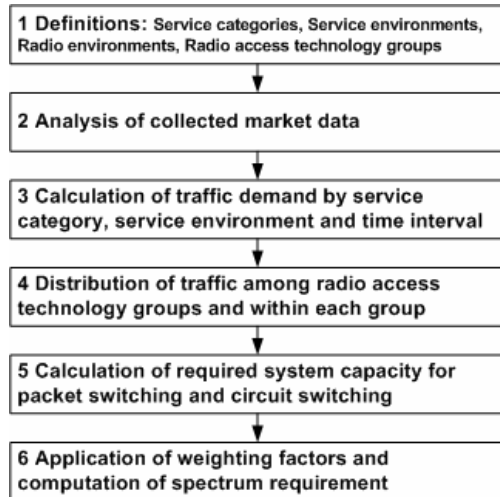 1 Definitions: Service categories, Service environments,
Radio environments, Radio access technology groups
2 Analysis of collected market data
3 Calculation of traffic demand by service
category, service environment and time interval
4 Distribution of traffic among radio access
technology groups and within each group
5 Calculation of required system capacity for
packet switching and circuit switching
6 Application of weighting factors and
computation of spectrum requirement